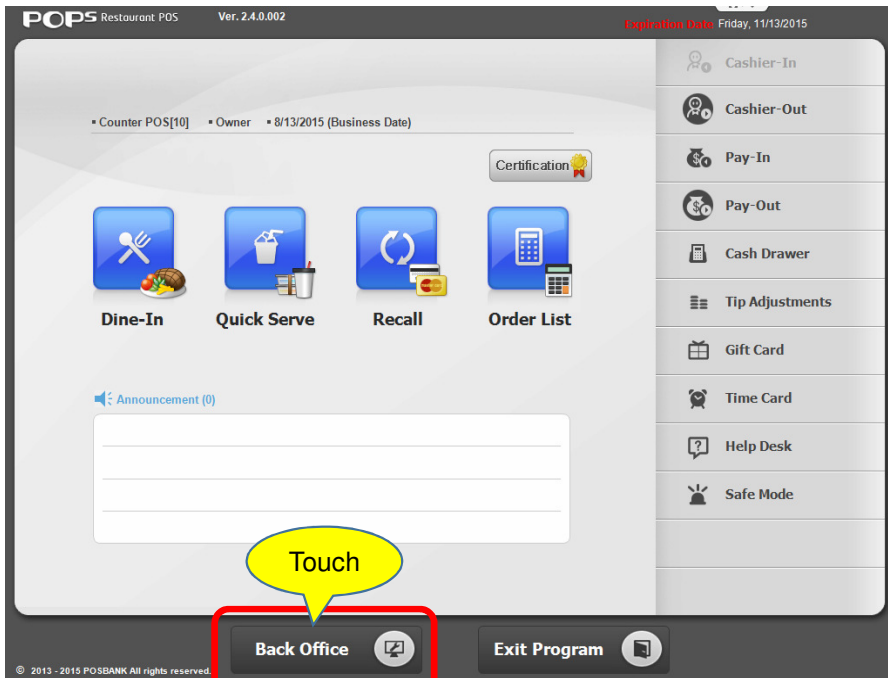 POPS Restaurant POS Ver. 2.4.0.002
Expiration Date Friday, 11/13/2015
▪ Counter POS[10] ▪ Owner ▪ 8/13/2015 (Business Date)
Certification
Dine-In Quick Serve Recall Order List
Announcement (0)
Cashier-In
Cashier-Out
Pay-In
Pay-Out
Cash Drawer
Tip Adjustments
Gift Card
Time Card
Help Desk
Safe Mode
Touch
Back Office
Exit Program
© 2013 - 2015 POSBANK All rights reserved.